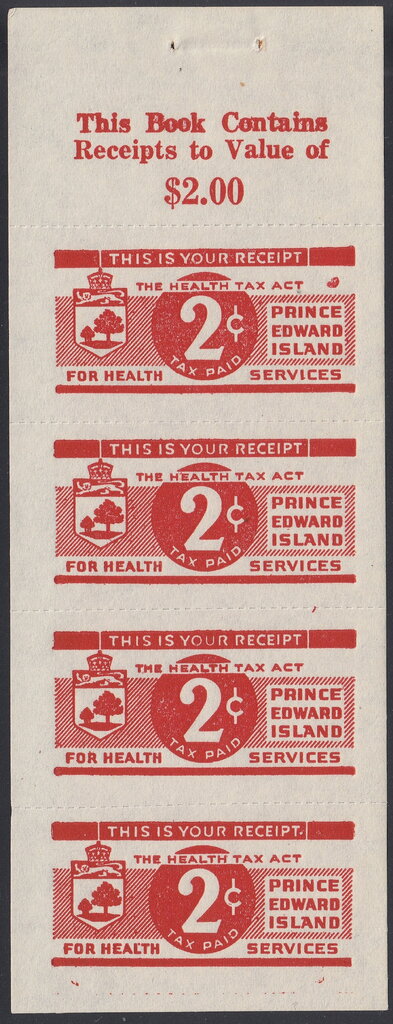 This Book Contains
Receipts to Value of
$2.00
THIS IS YOUR RECEIPT
THE HEALTH TAX ACT
2¢
TAX PAID
PRINCE
EDWARD
ISLAND
FOR HEALTH SERVICES
THIS IS YOUR RECEIPT
THE HEALTH TAX ACT
2¢
TAX PAID
PRINCE
EDWARD
ISLAND
FOR HEALTH SERVICES
THIS IS YOUR RECEIPT
THE HEALTH TAX ACT
2¢
TAX PAID
PRINCE
EDWARD
ISLAND
FOR HEALTH SERVICES
THIS IS YOUR RECEIPT
THE HEALTH TAX ACT
2¢
TAX PAID
PRINCE
EDWARD
ISLAND
FOR HEALTH SERVICES